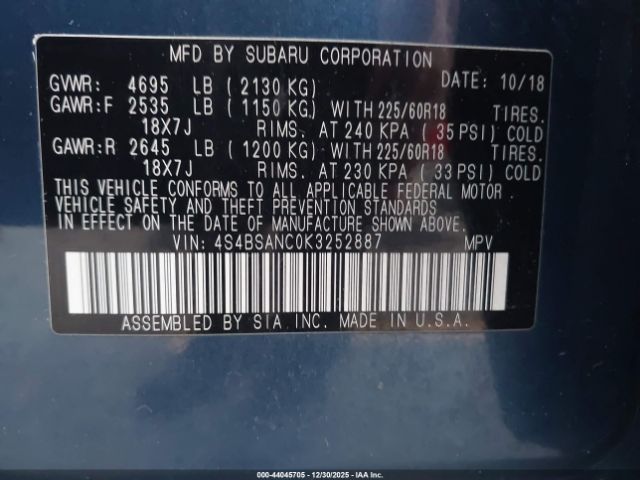 MFD BY SUBARU CORPORATION
GVWR: 4695 LB ( 2130 KG) DATE: 10/18
GAWR:F 2535 LB ( 1150 KG) WITH 225/60R18 TIRES.
18X7J RIMS. AT 240 KPA ( 35 PSI) COLD
GAWR:R 2645 LB ( 1200 KG) WITH 225/60R18 TIRES.
18X7J RIMS. AT 230 KPA ( 33 PSI) COLD
THIS VEHICLE CONFORMS TO ALL APPLICABLE FEDERAL MOTOR
VEHICLE SAFETY AND THEFT PREVENTION STANDARDS
IN EFFECT ON THE DATE OF MANUFACTURE SHOWN ABOVE.
VIN: 4S4BSANC0K3252887 MPV
ASSEMBLED BY SIA INC. MADE IN U.S.A.
000-44045705 - 12/30/2025 - IAA Inc.